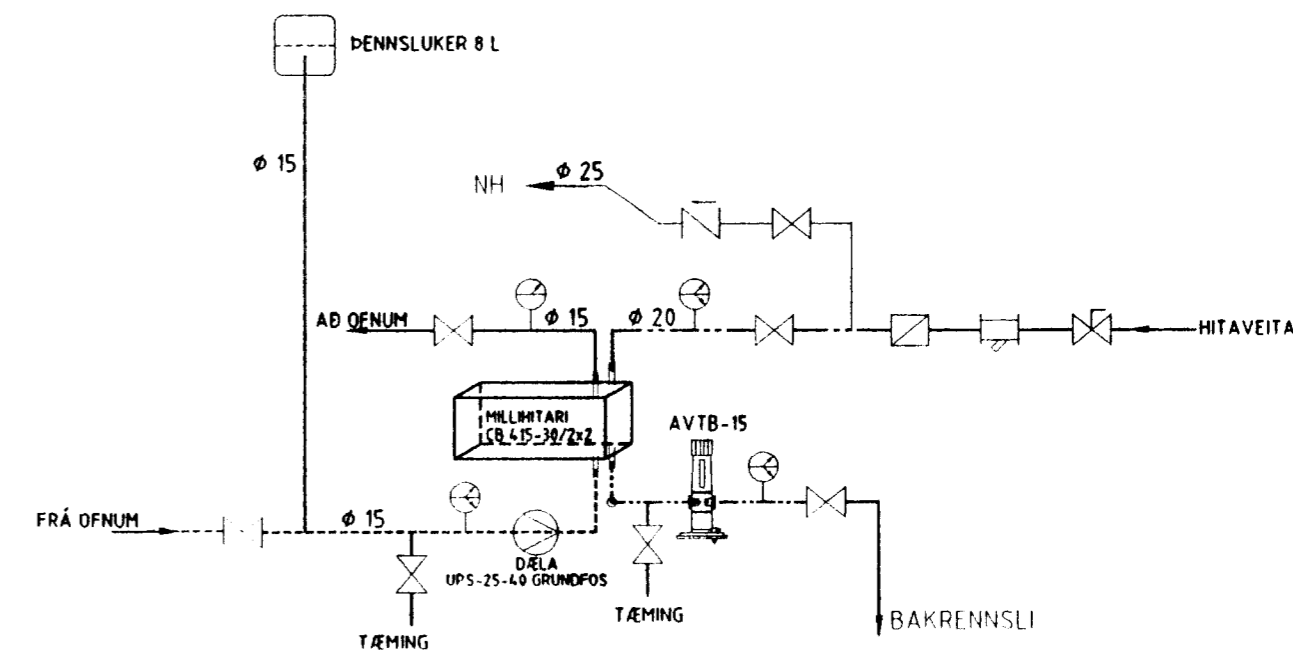 ÞENNSLUKER 8 L
Ø 15
NH
Ø 25
AÐ OFNUM
Ø 15
Ø 20
HITAVEITA
MILLIHITARI
CB 415-30/2x2
AVTB-15
FRÁ OFNUM
Ø 15
DÆLA
UPS-25-40 GRUNDFOS
TÆMING
TÆMING
BAKRENNSLI